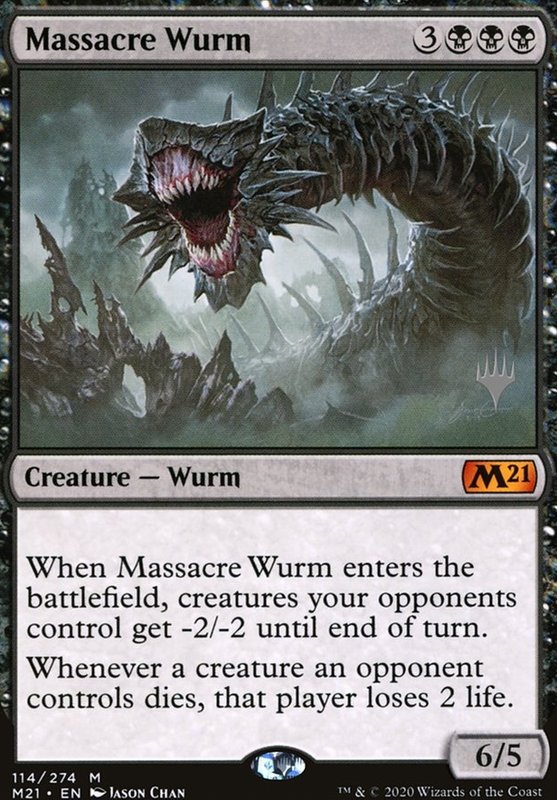 Massacre Wurm 3
Creature — Wurm M21
When Massacre Wurm enters the
battlefield, creatures your opponents
control get -2/-2 until end of turn.
Whenever a creature an opponent
controls dies, that player loses 2 life.
6/5
114/274 M
M21 • EN JASON CHAN
™ & © 2020 Wizards of the Coast